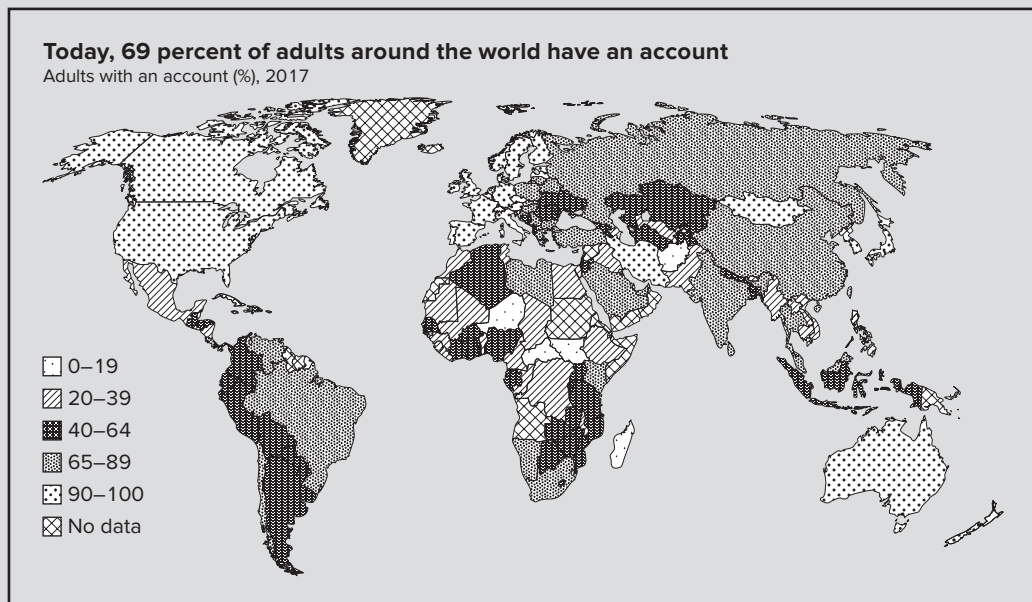 Today, 69 percent of adults around the world have an account
Adults with an account (%), 2017
0–19
20–39
40–64
65–89
90–100
No data